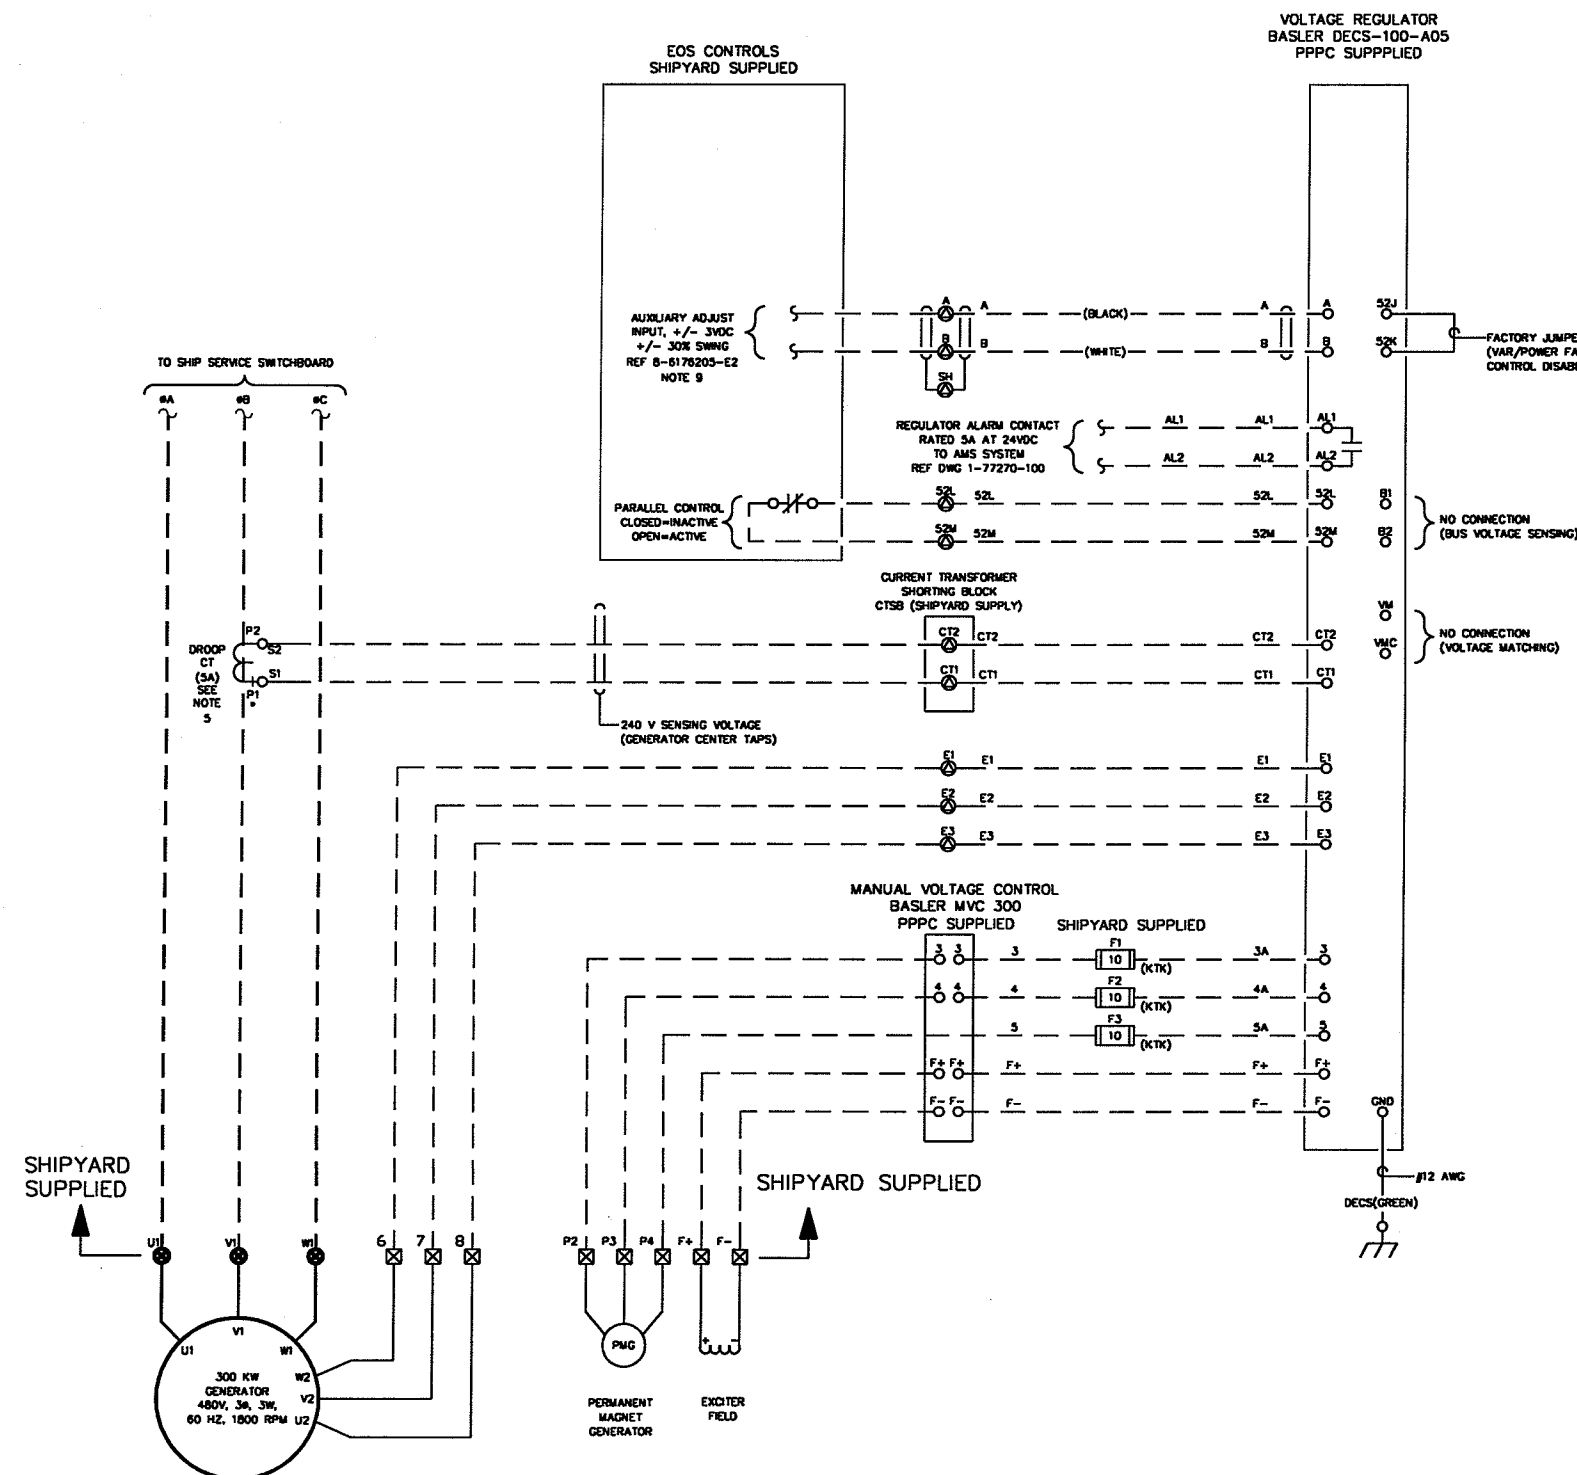 VOLTAGE REGULATOR
BASLER DECS-100-A05
PPPC SUPPPLIED
EOS CONTROLS
SHIPYARD SUPPLIED
AUXILIARY ADJUST
INPUT, +/- 3VDC
+/- 30% SWING
REF 8-6176205-E2
NOTE 9
A
A
(BLACK)
A
A
52J
B
B
(WHITE)
B
B
52K
SH
FACTORY JUMPE
(VAR/POWER FA
CONTROL DISAB
TO SHIP SERVICE SWITCHBOARD
øA
øB
øC
REGULATOR ALARM CONTACT
RATED 5A AT 24VDC
TO AMS SYSTEM
REF DWG 1-77270-100
AL1
AL1
AL1
AL2
AL2
AL2
PARALLEL CONTROL
CLOSED=INACTIVE
OPEN=ACTIVE
52L
52L
52L
52L
B1
52M
52M
52M
52M
B2
NO CONNECTION
(BUS VOLTAGE SENSING)
CURRENT TRANSFORMER
SHORTING BLOCK
CTSB (SHIPYARD SUPPLY)
VM
VMC
NO CONNECTION
(VOLTAGE MATCHING)
P2
S2
DROOP
CT
(5A)
SEE
NOTE
5
S1
P1
*
CT2
CT2
CT2
CT2
CT1
CT1
CT1
CT1
240 V SENSING VOLTAGE
(GENERATOR CENTER TAPS)
E1
E1
E1
E1
E2
E2
E2
E2
E3
E3
E3
E3
MANUAL VOLTAGE CONTROL
BASLER MVC 300
PPPC SUPPLIED
SHIPYARD SUPPLIED
3
3
3
F1
10
(KTK)
3A
3
4
4
4
F2
10
(KTK)
4A
4
5
F3
10
(KTK)
5A
5
F+
F+
F+
F+
F+
F-
F-
F-
F-
F-
GND
#12 AWG
DECS(GREEN)
SHIPYARD
SUPPLIED
SHIPYARD SUPPLIED
U1
V1
W1
6
7
8
P2
P3
P4
F+
F-
U1
V1
W1
W2
V2
U2
300 KW
GENERATOR
480V, 3ø, 3W,
60 HZ, 1800 RPM
PMG
+
-
PERMANENT
MAGNET
GENERATOR
EXCITER
FIELD